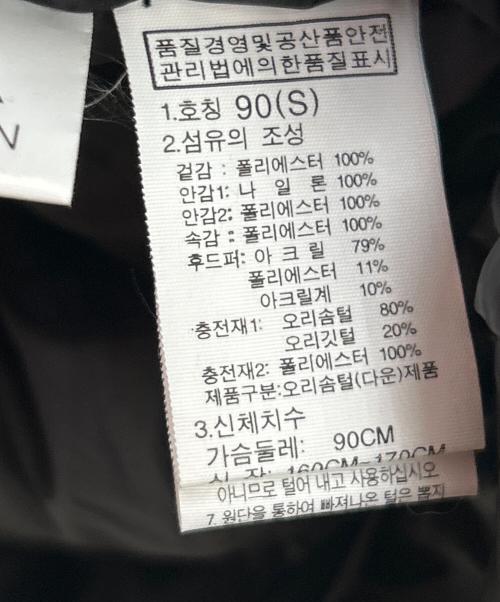 품질경영및공산품안전
관리법에의한품질표시
1.호칭 90(S)
2.섬유의 조성
겉감 : 폴리에스터 100%
안감1: 나 일 론 100%
안감2: 폴리에스터 100%
속감 : 폴리에스터 100%
후드퍼: 아 크 릴 79%
폴리에스터 11%
아크릴계 10%
충전재1: 오리솜털 80%
오리깃털 20%
충전재2: 폴리에스터 100%
제품구분:오리솜털(다운)제품
3.신체치수
가슴둘레: 90CM
신 장: 160CM-170CM
아니므로 털어 내고 사용하십시오
7. 원단을 통하여 빠져나온 털은 뽑지
N